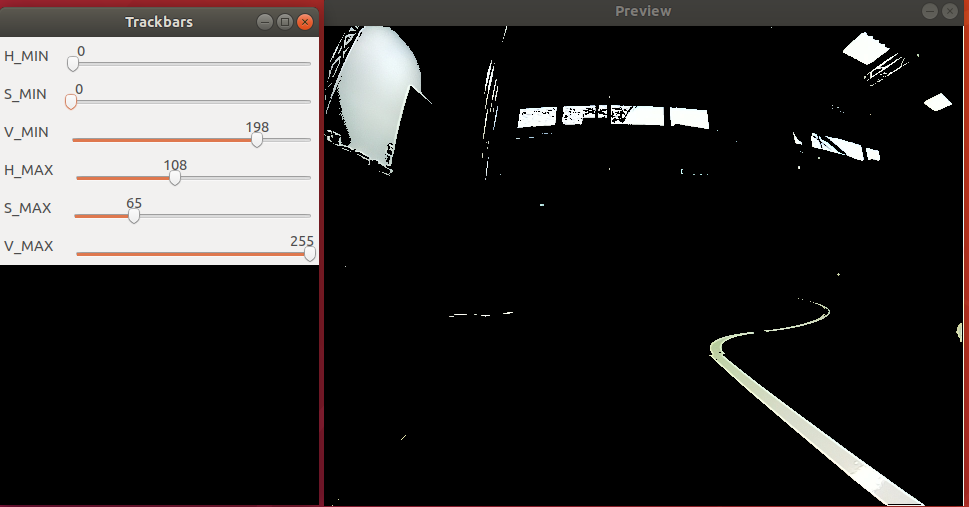 Trackbars
Preview
H_MIN
0
S_MIN
0
V_MIN
198
H_MAX
108
S_MAX
65
V_MAX
255